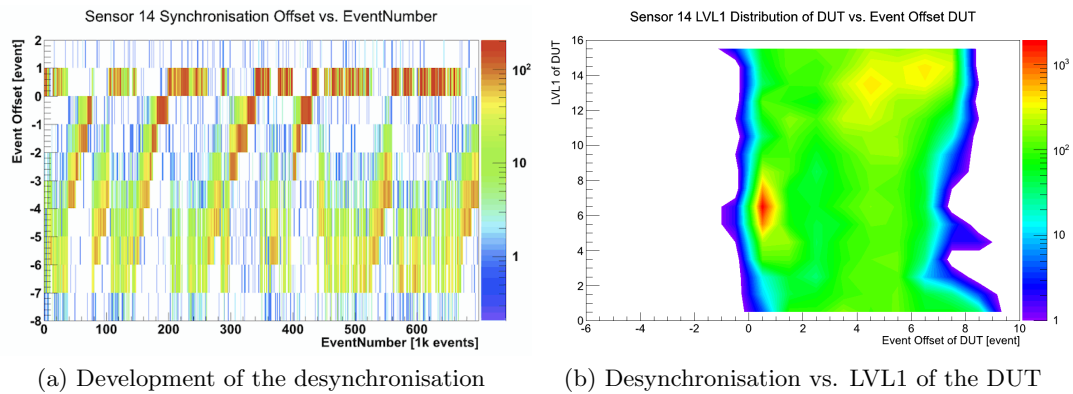 Sensor 14 Synchronisation Offset vs. EventNumber
Event Offset [event]
2
1
0
-1
-2
-3
-4
-5
-6
-7
-8
0 100 200 300 400 500 600
EventNumber [1k events]
10²
10
1
(a) Development of the desynchronisation
Sensor 14 LVL1 Distribution of DUT vs. Event Offset DUT
LVL1 of DUT
16
14
12
10
8
6
4
2
0
-6 -4 -2 0 2 4 6 8 10
Event Offset of DUT [event]
10³
10²
10
1
(b) Desynchronisation vs. LVL1 of the DUT